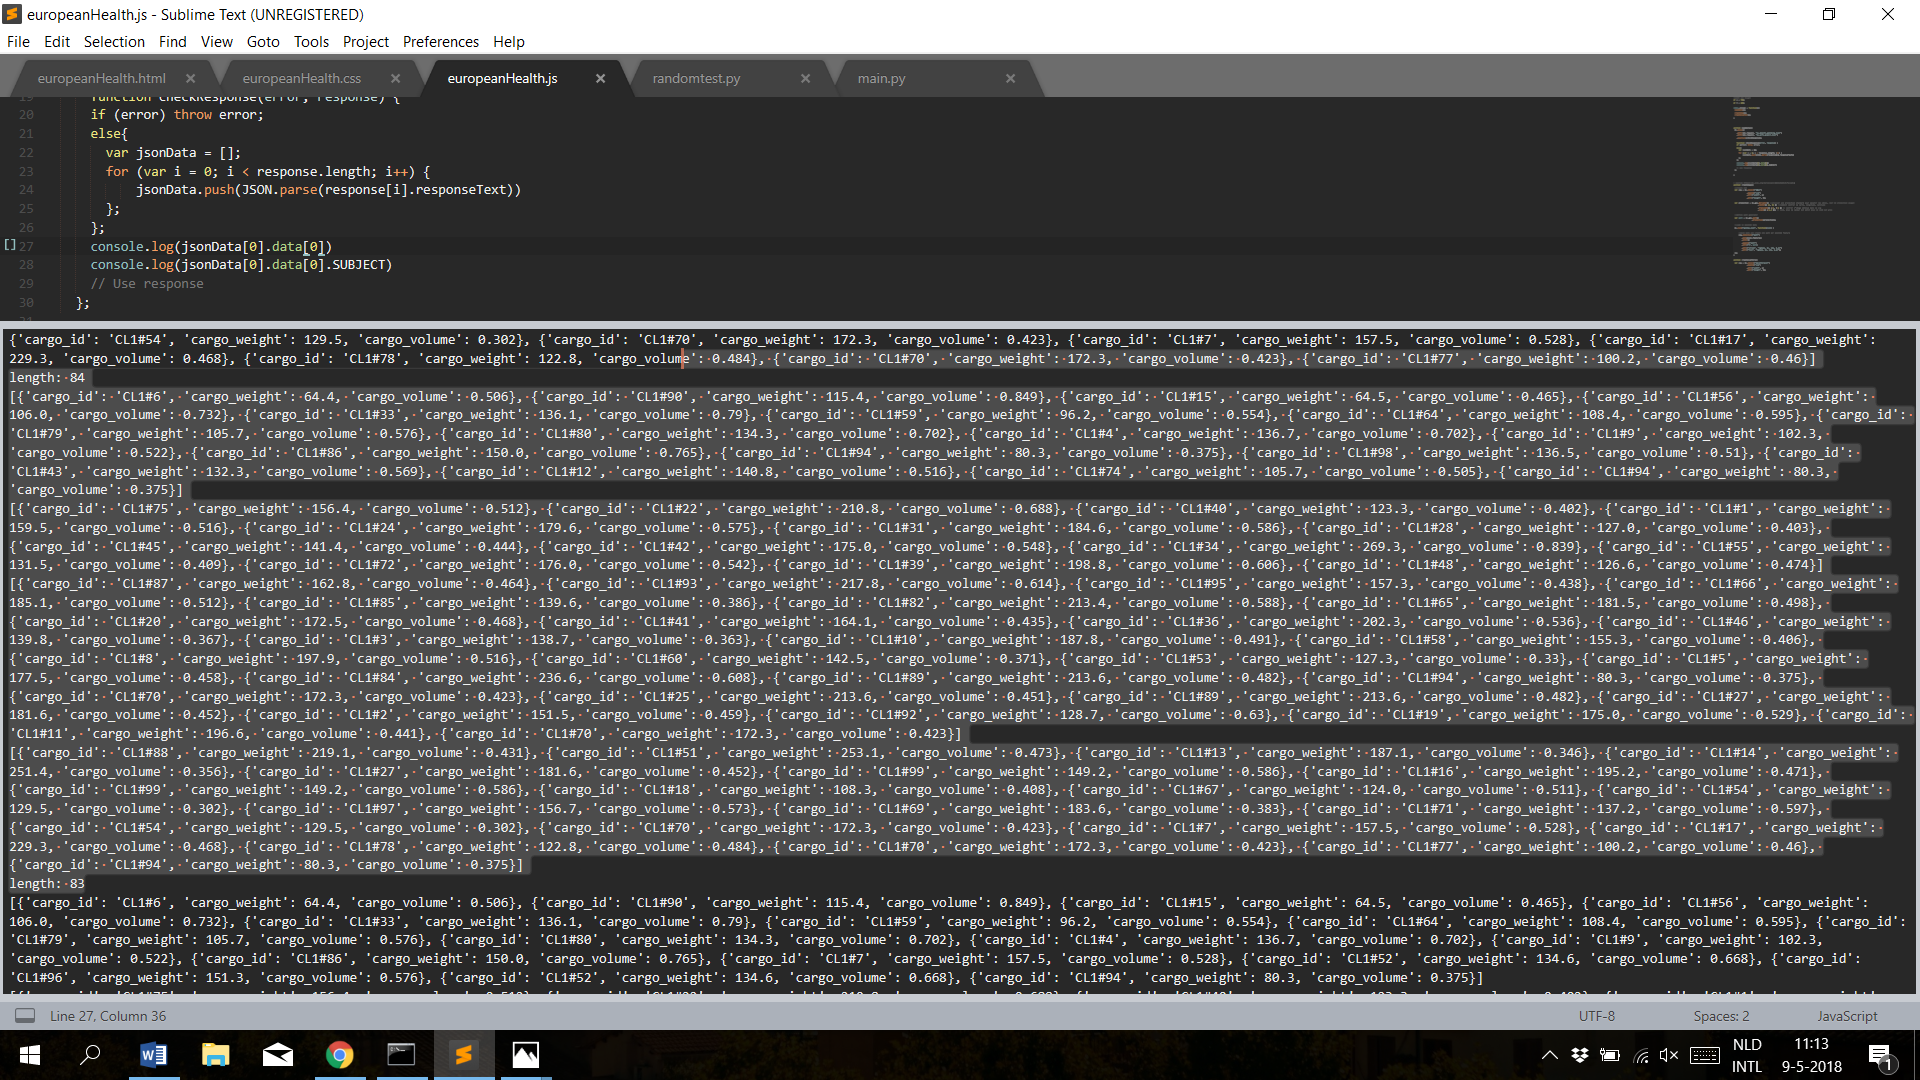 europeanHealth.js - Sublime Text (UNREGISTERED)
File Edit Selection Find View Goto Tools Project Preferences Help
europeanHealth.html europeanHealth.css europeanHealth.js randomtest.py main.py
19 function checkResponse(error, response) {
20 if (error) throw error;
21 else{
22 var jsonData = [];
23 for (var i = 0; i < response.length; i++) {
24 jsonData.push(JSON.parse(response[i].responseText))
25 };
26 };
27 console.log(jsonData[0].data[0])
28 console.log(jsonData[0].data[0].SUBJECT)
29 // Use response
30 };
{'cargo_id': 'CL1#54', 'cargo_weight': 129.5, 'cargo_volume': 0.302}, {'cargo_id': 'CL1#70', 'cargo_weight': 172.3, 'cargo_volume': 0.423}, {'cargo_id': 'CL1#7', 'cargo_weight': 157.5, 'cargo_volume': 0.528}, {'cargo_id': 'CL1#17', 'cargo_weight':
229.3, 'cargo_volume': 0.468}, {'cargo_id': 'CL1#78', 'cargo_weight': 122.8, 'cargo_volume': 0.484}, {'cargo_id': 'CL1#70', 'cargo_weight': 172.3, 'cargo_volume': 0.423}, {'cargo_id': 'CL1#77', 'cargo_weight': 100.2, 'cargo_volume': 0.46}]
length: 84
[{'cargo_id': 'CL1#6', 'cargo_weight': 64.4, 'cargo_volume': 0.506}, {'cargo_id': 'CL1#90', 'cargo_weight': 115.4, 'cargo_volume': 0.849}, {'cargo_id': 'CL1#15', 'cargo_weight': 64.5, 'cargo_volume': 0.465}, {'cargo_id': 'CL1#56', 'cargo_weight':
106.0, 'cargo_volume': 0.732}, {'cargo_id': 'CL1#33', 'cargo_weight': 136.1, 'cargo_volume': 0.79}, {'cargo_id': 'CL1#59', 'cargo_weight': 96.2, 'cargo_volume': 0.554}, {'cargo_id': 'CL1#64', 'cargo_weight': 108.4, 'cargo_volume': 0.595}, {'cargo_id':
'CL1#79', 'cargo_weight': 105.7, 'cargo_volume': 0.576}, {'cargo_id': 'CL1#80', 'cargo_weight': 134.3, 'cargo_volume': 0.702}, {'cargo_id': 'CL1#4', 'cargo_weight': 136.7, 'cargo_volume': 0.702}, {'cargo_id': 'CL1#9', 'cargo_weight': 102.3,
'cargo_volume': 0.522}, {'cargo_id': 'CL1#86', 'cargo_weight': 150.0, 'cargo_volume': 0.765}, {'cargo_id': 'CL1#94', 'cargo_weight': 80.3, 'cargo_volume': 0.375}, {'cargo_id': 'CL1#98', 'cargo_weight': 136.5, 'cargo_volume': 0.51}, {'cargo_id':
'CL1#43', 'cargo_weight': 132.3, 'cargo_volume': 0.569}, {'cargo_id': 'CL1#12', 'cargo_weight': 140.8, 'cargo_volume': 0.516}, {'cargo_id': 'CL1#74', 'cargo_weight': 105.7, 'cargo_volume': 0.505}, {'cargo_id': 'CL1#94', 'cargo_weight': 80.3,
'cargo_volume': 0.375}]
[{'cargo_id': 'CL1#75', 'cargo_weight': 156.4, 'cargo_volume': 0.512}, {'cargo_id': 'CL1#22', 'cargo_weight': 210.8, 'cargo_volume': 0.688}, {'cargo_id': 'CL1#40', 'cargo_weight': 123.3, 'cargo_volume': 0.402}, {'cargo_id': 'CL1#1', 'cargo_weight':
159.5, 'cargo_volume': 0.516}, {'cargo_id': 'CL1#24', 'cargo_weight': 179.6, 'cargo_volume': 0.575}, {'cargo_id': 'CL1#31', 'cargo_weight': 184.6, 'cargo_volume': 0.586}, {'cargo_id': 'CL1#28', 'cargo_weight': 127.0, 'cargo_volume': 0.403},
{'cargo_id': 'CL1#45', 'cargo_weight': 141.4, 'cargo_volume': 0.444}, {'cargo_id': 'CL1#42', 'cargo_weight': 175.0, 'cargo_volume': 0.548}, {'cargo_id': 'CL1#34', 'cargo_weight': 269.3, 'cargo_volume': 0.839}, {'cargo_id': 'CL1#55', 'cargo_weight':
131.5, 'cargo_volume': 0.409}, {'cargo_id': 'CL1#72', 'cargo_weight': 176.0, 'cargo_volume': 0.542}, {'cargo_id': 'CL1#39', 'cargo_weight': 198.8, 'cargo_volume': 0.606}, {'cargo_id': 'CL1#48', 'cargo_weight': 126.6, 'cargo_volume': 0.474}]
[{'cargo_id': 'CL1#87', 'cargo_weight': 162.8, 'cargo_volume': 0.464}, {'cargo_id': 'CL1#93', 'cargo_weight': 217.8, 'cargo_volume': 0.614}, {'cargo_id': 'CL1#95', 'cargo_weight': 157.3, 'cargo_volume': 0.438}, {'cargo_id': 'CL1#66', 'cargo_weight':
185.1, 'cargo_volume': 0.512}, {'cargo_id': 'CL1#85', 'cargo_weight': 139.6, 'cargo_volume': 0.386}, {'cargo_id': 'CL1#82', 'cargo_weight': 213.4, 'cargo_volume': 0.588}, {'cargo_id': 'CL1#65', 'cargo_weight': 181.5, 'cargo_volume': 0.498},
{'cargo_id': 'CL1#20', 'cargo_weight': 172.5, 'cargo_volume': 0.468}, {'cargo_id': 'CL1#41', 'cargo_weight': 164.1, 'cargo_volume': 0.435}, {'cargo_id': 'CL1#36', 'cargo_weight': 202.3, 'cargo_volume': 0.536}, {'cargo_id': 'CL1#46', 'cargo_weight':
139.8, 'cargo_volume': 0.367}, {'cargo_id': 'CL1#3', 'cargo_weight': 138.7, 'cargo_volume': 0.363}, {'cargo_id': 'CL1#10', 'cargo_weight': 187.8, 'cargo_volume': 0.491}, {'cargo_id': 'CL1#58', 'cargo_weight': 155.3, 'cargo_volume': 0.406},
{'cargo_id': 'CL1#8', 'cargo_weight': 197.9, 'cargo_volume': 0.516}, {'cargo_id': 'CL1#60', 'cargo_weight': 142.5, 'cargo_volume': 0.371}, {'cargo_id': 'CL1#53', 'cargo_weight': 127.3, 'cargo_volume': 0.33}, {'cargo_id': 'CL1#5', 'cargo_weight':
177.5, 'cargo_volume': 0.458}, {'cargo_id': 'CL1#84', 'cargo_weight': 236.6, 'cargo_volume': 0.608}, {'cargo_id': 'CL1#89', 'cargo_weight': 213.6, 'cargo_volume': 0.482}, {'cargo_id': 'CL1#94', 'cargo_weight': 80.3, 'cargo_volume': 0.375},
{'cargo_id': 'CL1#70', 'cargo_weight': 172.3, 'cargo_volume': 0.423}, {'cargo_id': 'CL1#25', 'cargo_weight': 213.6, 'cargo_volume': 0.451}, {'cargo_id': 'CL1#89', 'cargo_weight': 213.6, 'cargo_volume': 0.482}, {'cargo_id': 'CL1#27', 'cargo_weight':
181.6, 'cargo_volume': 0.452}, {'cargo_id': 'CL1#2', 'cargo_weight': 151.5, 'cargo_volume': 0.459}, {'cargo_id': 'CL1#92', 'cargo_weight': 128.7, 'cargo_volume': 0.63}, {'cargo_id': 'CL1#19', 'cargo_weight': 175.0, 'cargo_volume': 0.529}, {'cargo_id':
'CL1#11', 'cargo_weight': 196.6, 'cargo_volume': 0.441}, {'cargo_id': 'CL1#70', 'cargo_weight': 172.3, 'cargo_volume': 0.423}]
[{'cargo_id': 'CL1#88', 'cargo_weight': 219.1, 'cargo_volume': 0.431}, {'cargo_id': 'CL1#51', 'cargo_weight': 253.1, 'cargo_volume': 0.473}, {'cargo_id': 'CL1#13', 'cargo_weight': 187.1, 'cargo_volume': 0.346}, {'cargo_id': 'CL1#14', 'cargo_weight':
251.4, 'cargo_volume': 0.356}, {'cargo_id': 'CL1#27', 'cargo_weight': 181.6, 'cargo_volume': 0.452}, {'cargo_id': 'CL1#99', 'cargo_weight': 149.2, 'cargo_volume': 0.586}, {'cargo_id': 'CL1#16', 'cargo_weight': 195.2, 'cargo_volume': 0.471},
{'cargo_id': 'CL1#99', 'cargo_weight': 149.2, 'cargo_volume': 0.586}, {'cargo_id': 'CL1#18', 'cargo_weight': 108.3, 'cargo_volume': 0.408}, {'cargo_id': 'CL1#67', 'cargo_weight': 124.0, 'cargo_volume': 0.511}, {'cargo_id': 'CL1#54', 'cargo_weight':
129.5, 'cargo_volume': 0.302}, {'cargo_id': 'CL1#97', 'cargo_weight': 156.7, 'cargo_volume': 0.573}, {'cargo_id': 'CL1#69', 'cargo_weight': 183.6, 'cargo_volume': 0.383}, {'cargo_id': 'CL1#71', 'cargo_weight': 137.2, 'cargo_volume': 0.597},
{'cargo_id': 'CL1#54', 'cargo_weight': 129.5, 'cargo_volume': 0.302}, {'cargo_id': 'CL1#70', 'cargo_weight': 172.3, 'cargo_volume': 0.423}, {'cargo_id': 'CL1#7', 'cargo_weight': 157.5, 'cargo_volume': 0.528}, {'cargo_id': 'CL1#17', 'cargo_weight':
229.3, 'cargo_volume': 0.468}, {'cargo_id': 'CL1#78', 'cargo_weight': 122.8, 'cargo_volume': 0.484}, {'cargo_id': 'CL1#70', 'cargo_weight': 172.3, 'cargo_volume': 0.423}, {'cargo_id': 'CL1#77', 'cargo_weight': 100.2, 'cargo_volume': 0.46},
{'cargo_id': 'CL1#94', 'cargo_weight': 80.3, 'cargo_volume': 0.375}]
length: 83
[{'cargo_id': 'CL1#6', 'cargo_weight': 64.4, 'cargo_volume': 0.506}, {'cargo_id': 'CL1#90', 'cargo_weight': 115.4, 'cargo_volume': 0.849}, {'cargo_id': 'CL1#15', 'cargo_weight': 64.5, 'cargo_volume': 0.465}, {'cargo_id': 'CL1#56', 'cargo_weight':
106.0, 'cargo_volume': 0.732}, {'cargo_id': 'CL1#33', 'cargo_weight': 136.1, 'cargo_volume': 0.79}, {'cargo_id': 'CL1#59', 'cargo_weight': 96.2, 'cargo_volume': 0.554}, {'cargo_id': 'CL1#64', 'cargo_weight': 108.4, 'cargo_volume': 0.595}, {'cargo_id':
'CL1#79', 'cargo_weight': 105.7, 'cargo_volume': 0.576}, {'cargo_id': 'CL1#80', 'cargo_weight': 134.3, 'cargo_volume': 0.702}, {'cargo_id': 'CL1#4', 'cargo_weight': 136.7, 'cargo_volume': 0.702}, {'cargo_id': 'CL1#9', 'cargo_weight': 102.3,
'cargo_volume': 0.522}, {'cargo_id': 'CL1#86', 'cargo_weight': 150.0, 'cargo_volume': 0.765}, {'cargo_id': 'CL1#7', 'cargo_weight': 157.5, 'cargo_volume': 0.528}, {'cargo_id': 'CL1#52', 'cargo_weight': 134.6, 'cargo_volume': 0.668}, {'cargo_id':
'CL1#96', 'cargo_weight': 151.3, 'cargo_volume': 0.576}, {'cargo_id': 'CL1#52', 'cargo_weight': 134.6, 'cargo_volume': 0.668}, {'cargo_id': 'CL1#94', 'cargo_weight': 80.3, 'cargo_volume': 0.375}]
Line 27, Column 36 UTF-8 Spaces: 2 JavaScript
NLD 11:13
INTL 9-5-2018 1